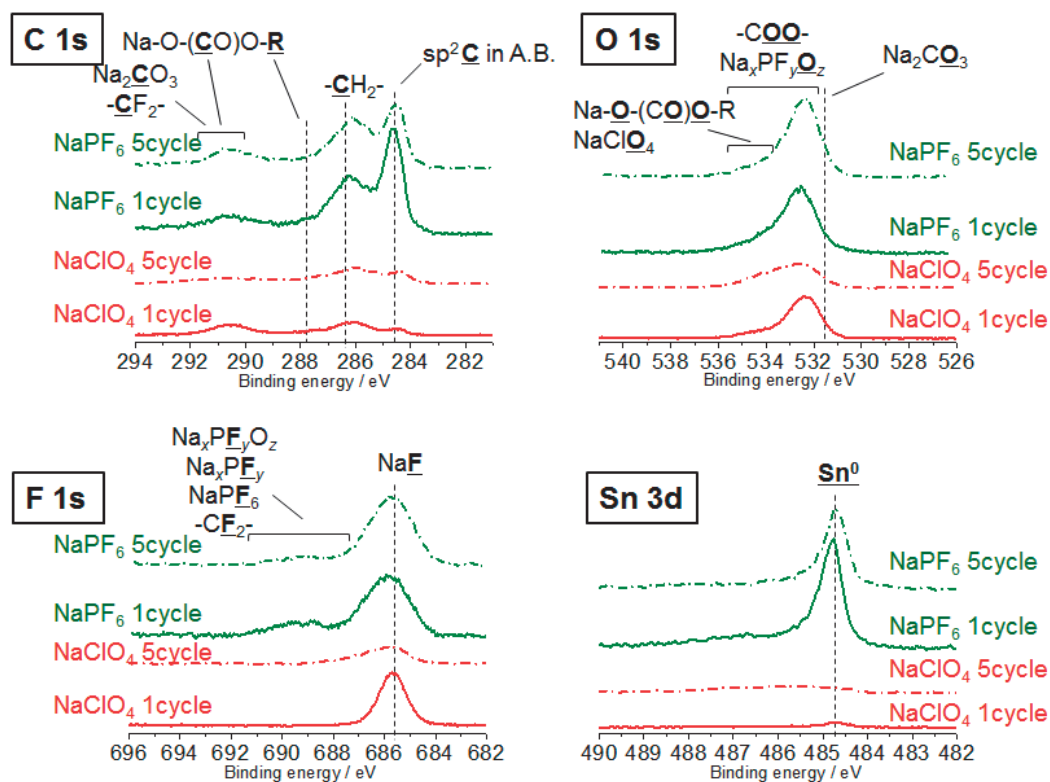 C 1s
Na-O-(CO)O-R
Na₂CO₃
-CF₂-
-CH₂-
sp² C in A.B.
NaPF₆ 5cycle
NaPF₆ 1cycle
NaClO₄ 5cycle
NaClO₄ 1cycle
294 292 290 288 286 284 282
Binding energy / eV
O 1s
-COO-
NaₓPFᵧO_z
Na₂CO₃
Na-O-(CO)O-R
NaClO₄
NaPF₆ 5cycle
NaPF₆ 1cycle
NaClO₄ 5cycle
NaClO₄ 1cycle
540 538 536 534 532 530 528 526
Binding energy / eV
F 1s
NaₓPFᵧO_z
NaₓPFᵧ
NaPF₆
-CF₂-
NaF
NaPF₆ 5cycle
NaPF₆ 1cycle
NaClO₄ 5cycle
NaClO₄ 1cycle
696 694 692 690 688 686 684 682
Binding energy / eV
Sn 3d
Sn⁰
NaPF₆ 5cycle
NaPF₆ 1cycle
NaClO₄ 5cycle
NaClO₄ 1cycle
490 489 488 487 486 485 484 483 482
Binding energy / eV